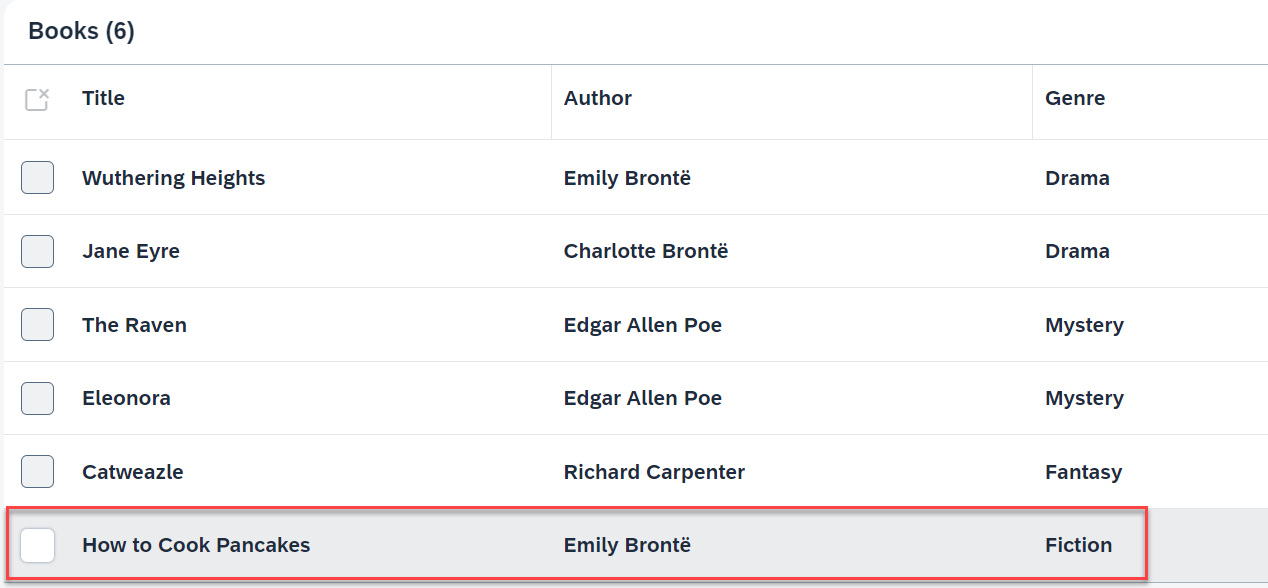 Books (6)
Title Author Genre
Wuthering Heights Emily Brontë Drama
Jane Eyre Charlotte Brontë Drama
The Raven Edgar Allen Poe Mystery
Eleonora Edgar Allen Poe Mystery
Catweazle Richard Carpenter Fantasy
How to Cook Pancakes Emily Brontë Fiction